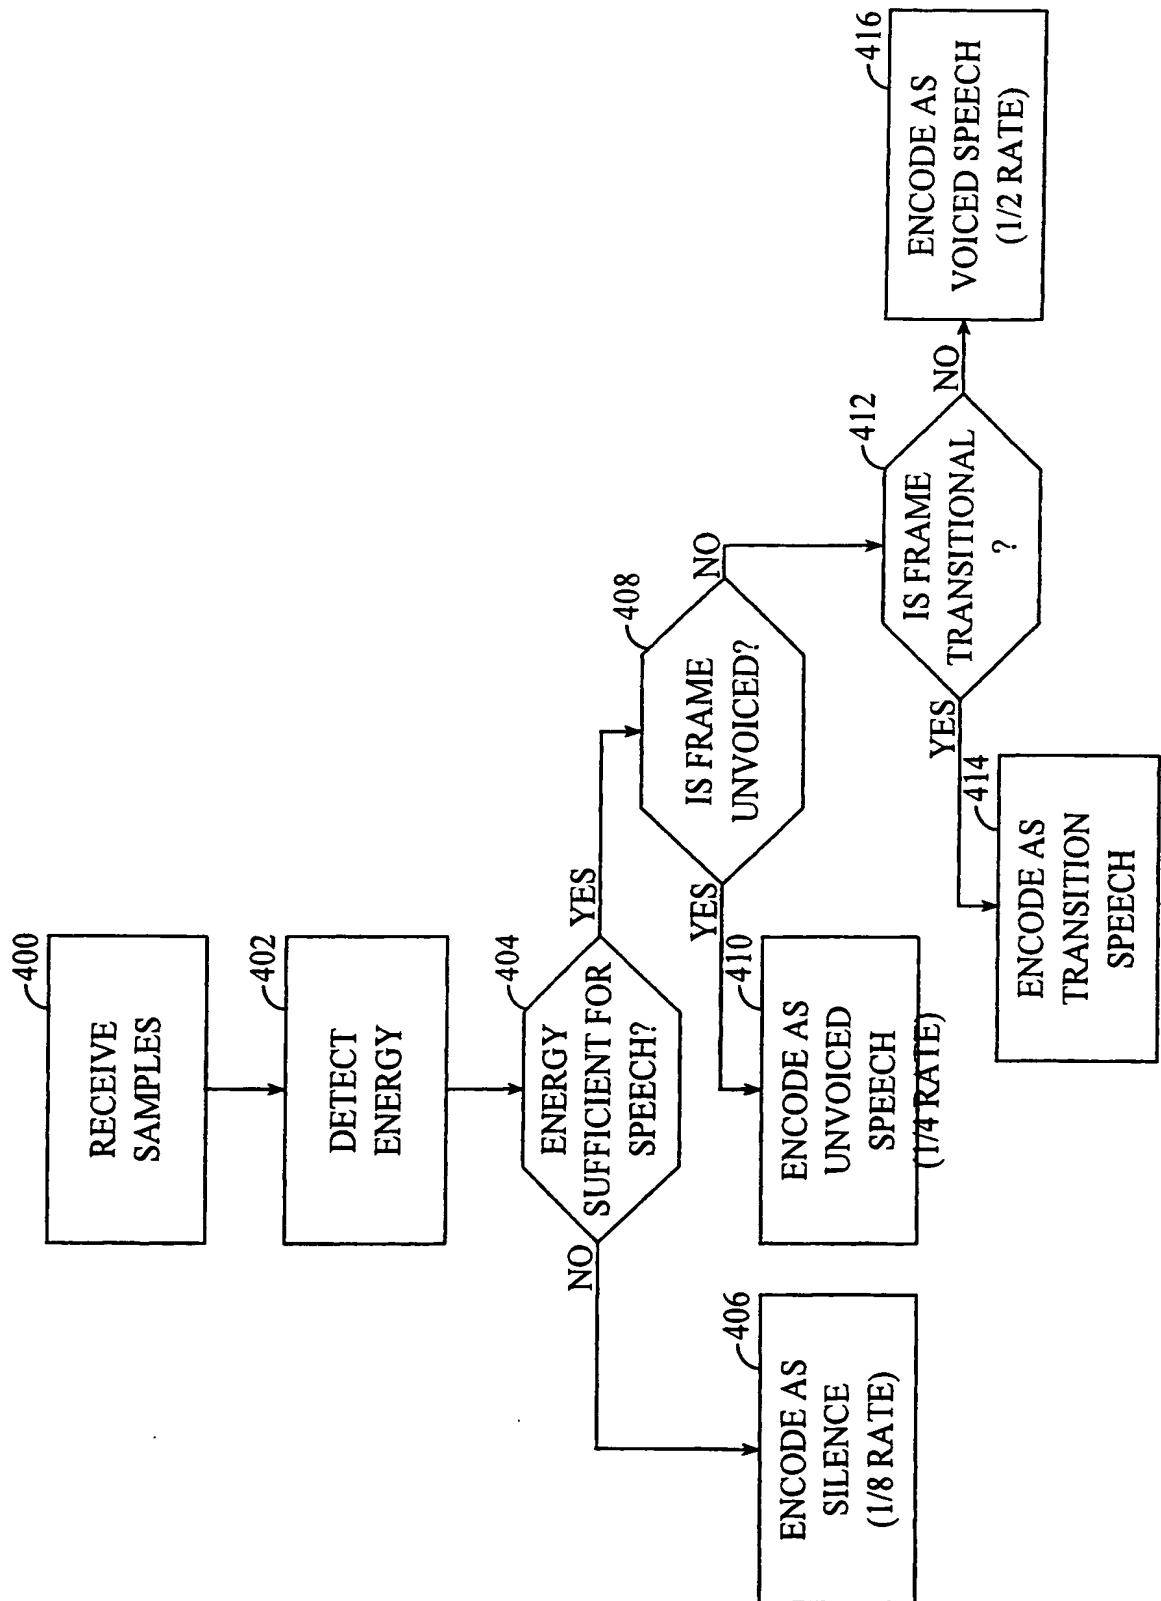 400
RECEIVE
SAMPLES
402
DETECT
ENERGY
404
ENERGY
SUFFICIENT FOR
SPEECH?
NO
YES
406
ENCODE AS
SILENCE
(1/8 RATE)
408
IS FRAME
UNVOICED?
YES
NO
410
ENCODE AS
UNVOICED
SPEECH
(1/4 RATE)
412
IS FRAME
TRANSITIONAL
?
YES
NO
414
ENCODE AS
TRANSITION
SPEECH
416
ENCODE AS
VOICED SPEECH
(1/2 RATE)